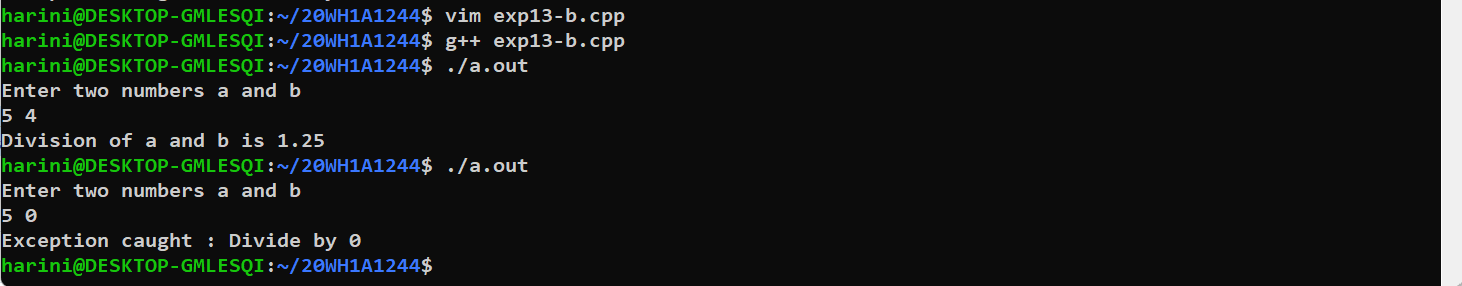 harini@DESKTOP-GMLESQI:~/20WH1A1244$ vim exp13-b.cpp
harini@DESKTOP-GMLESQI:~/20WH1A1244$ g++ exp13-b.cpp
harini@DESKTOP-GMLESQI:~/20WH1A1244$ ./a.out
Enter two numbers a and b
5 4
Division of a and b is 1.25
harini@DESKTOP-GMLESQI:~/20WH1A1244$ ./a.out
Enter two numbers a and b
5 0
Exception caught : Divide by 0
harini@DESKTOP-GMLESQI:~/20WH1A1244$